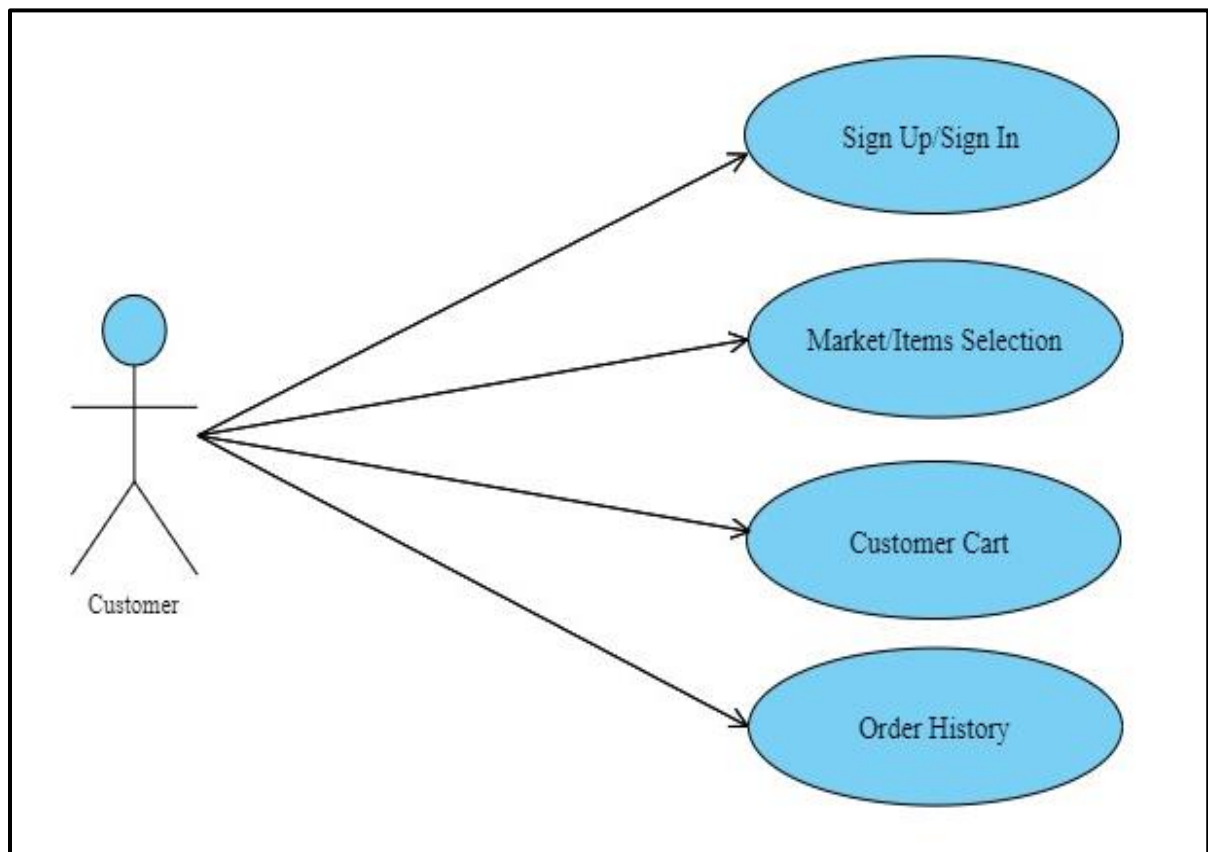 Sign Up/Sign In
Market/Items Selection
Customer Cart
Customer
Order History